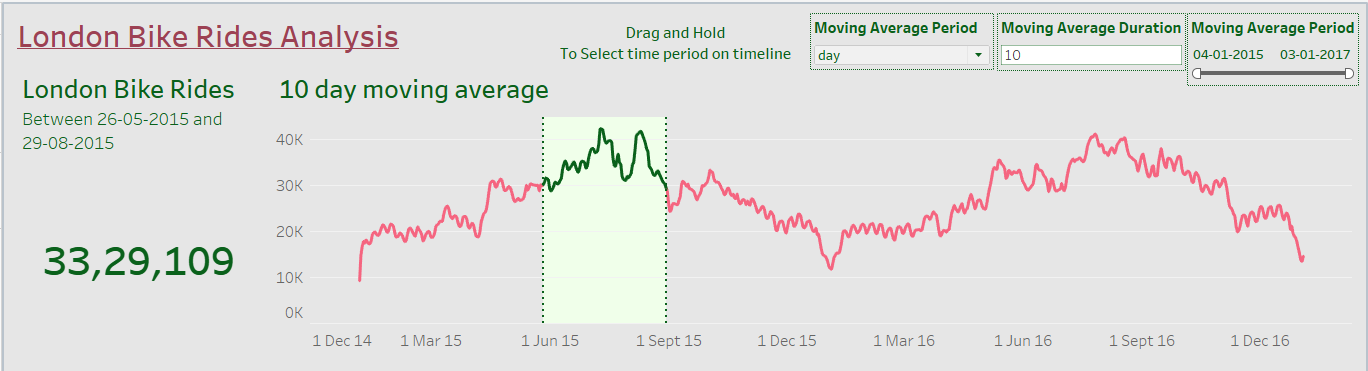 London Bike Rides Analysis
Drag and Hold
To Select time period on timeline
Moving Average Period
day
Moving Average Duration
10
Moving Average Period
04-01-2015 03-01-2017
London Bike Rides
Between 26-05-2015 and
29-08-2015
33,29,109
10 day moving average
40K
30K
20K
10K
0K
1 Dec 14 1 Mar 15 1 Jun 15 1 Sept 15 1 Dec 15 1 Mar 16 1 Jun 16 1 Sept 16 1 Dec 16